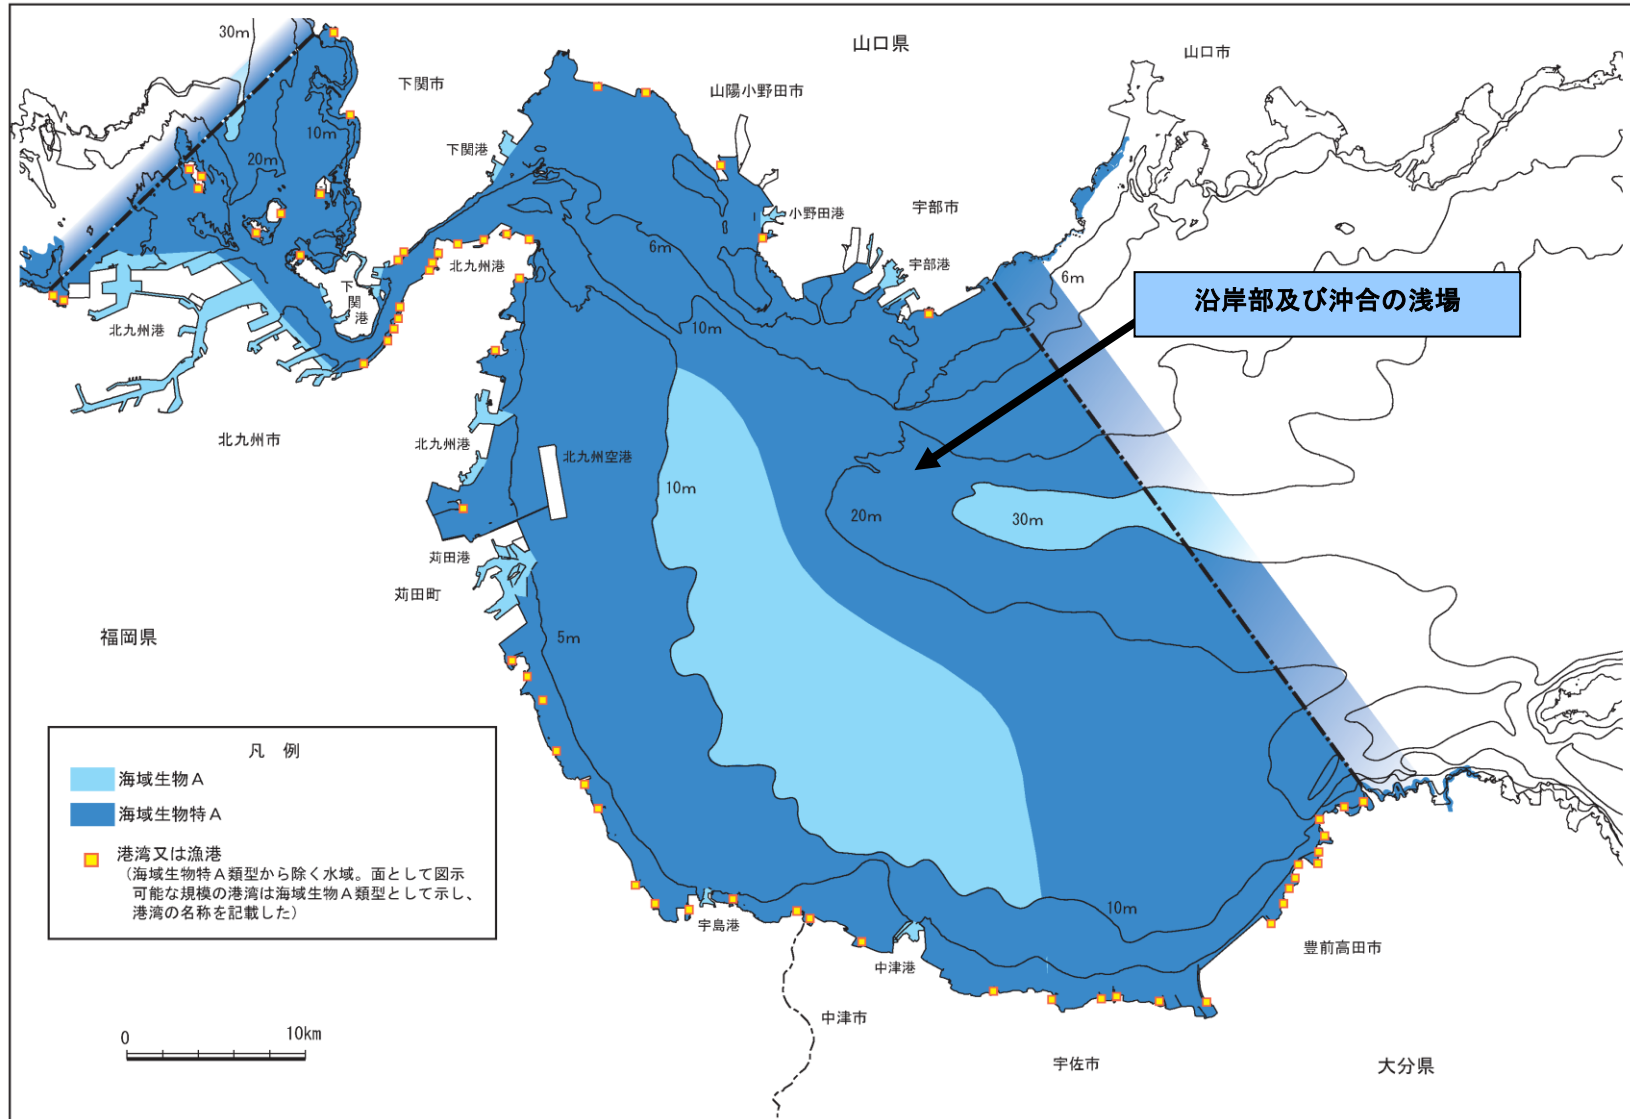 30m
山口県
山口市
下関市
山陽小野田市
10m
下関港
20m
小野田港
宇部市
6m
宇部港
6m
北九州港
下
関
港
沿岸部及び沖合の浅場
北九州港
10m
北九州市
北九州港
北九州空港
10m
20m
30m
苅田港
苅田町
福岡県
5m
凡 例
海域生物A
海域生物特A
港湾又は漁港
(海域生物特A類型から除く水域。面として図示
可能な規模の港湾は海域生物A類型として示し、
港湾の名称を記載した)
10m
宇島港
豊前高田市
中津港
中津市
0
10km
宇佐市
大分県